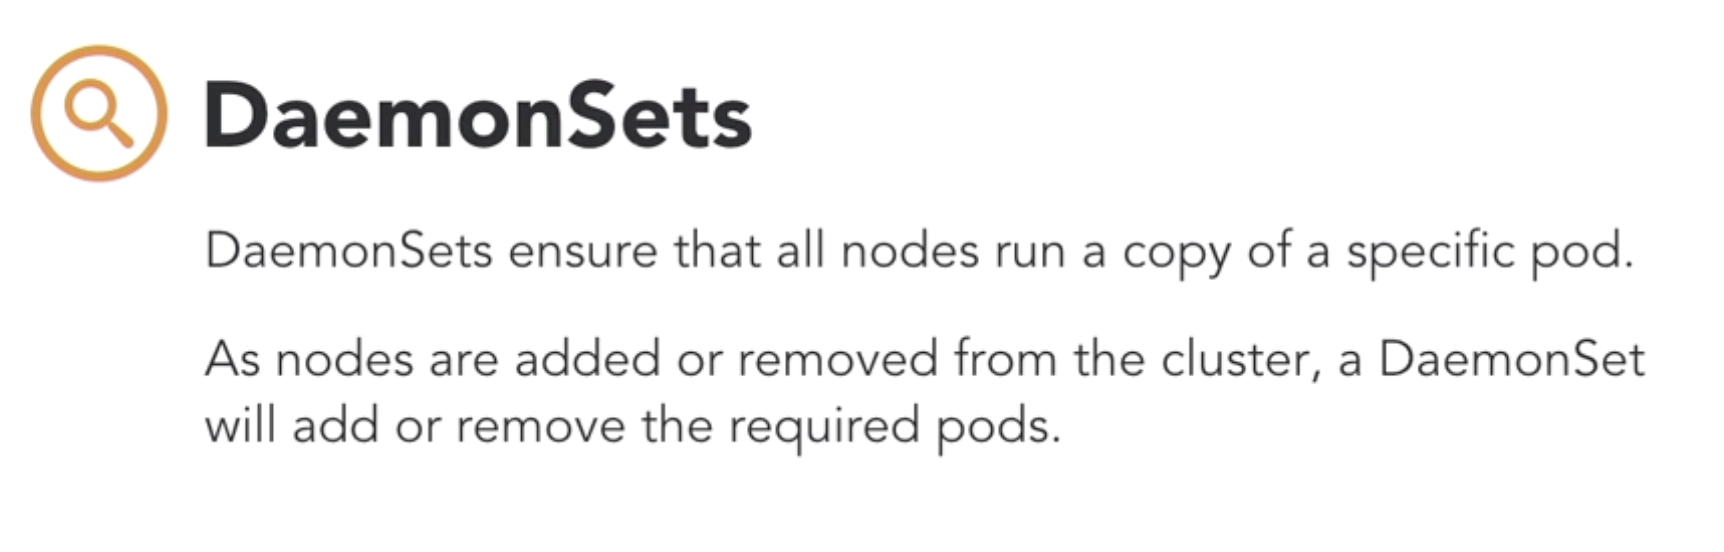 DaemonSets
DaemonSets ensure that all nodes run a copy of a specific pod.
As nodes are added or removed from the cluster, a DaemonSet
will add or remove the required pods.